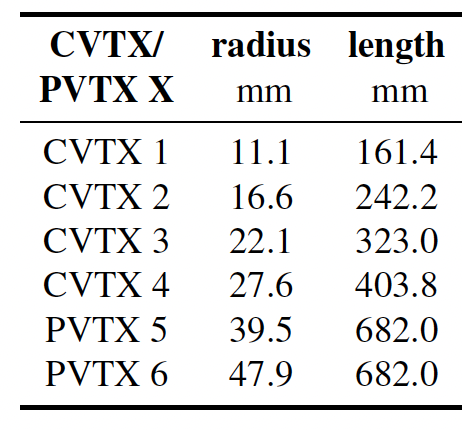 CVTX/ radius length
PVTX X mm mm
CVTX 1 11.1 161.4
CVTX 2 16.6 242.2
CVTX 3 22.1 323.0
CVTX 4 27.6 403.8
PVTX 5 39.5 682.0
PVTX 6 47.9 682.0